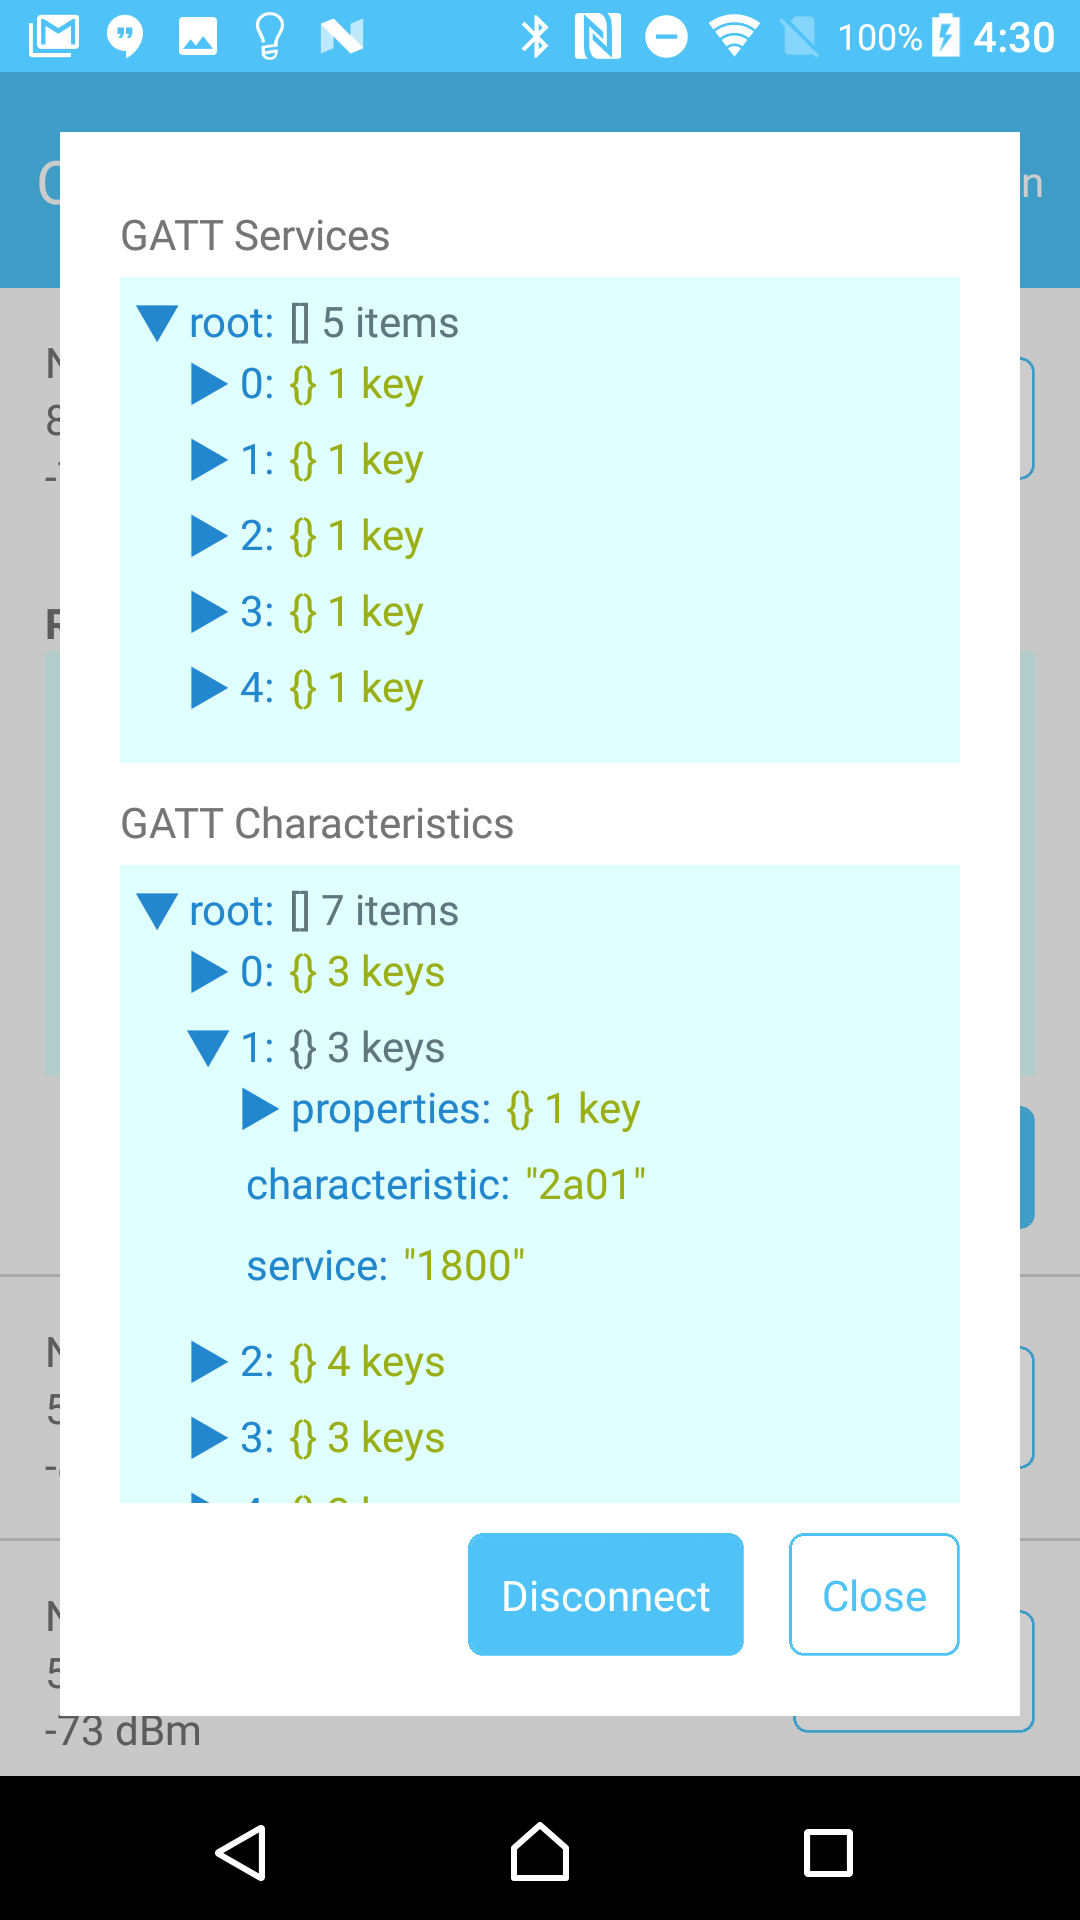 100% 4:30
GATT Services
root: [] 5 items
0: {} 1 key
1: {} 1 key
2: {} 1 key
3: {} 1 key
4: {} 1 key
GATT Characteristics
root: [] 7 items
0: {} 3 keys
1: {} 3 keys
properties: {} 1 key
characteristic: "2a01"
service: "1800"
2: {} 4 keys
3: {} 3 keys
Disconnect Close
-73 dBm